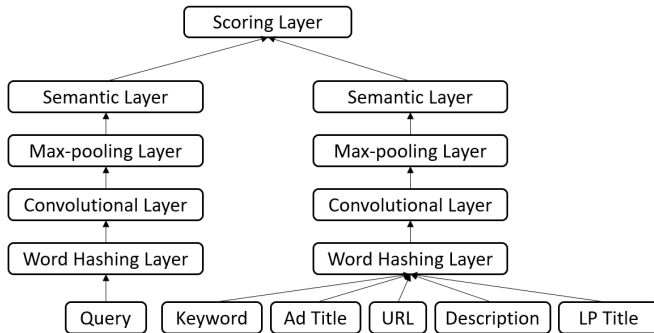 Scoring Layer
Semantic Layer
Semantic Layer
Max-pooling Layer
Max-pooling Layer
Convolutional Layer
Convolutional Layer
Word Hashing Layer
Word Hashing Layer
Query
Keyword
Ad Title
URL
Description
LP Title